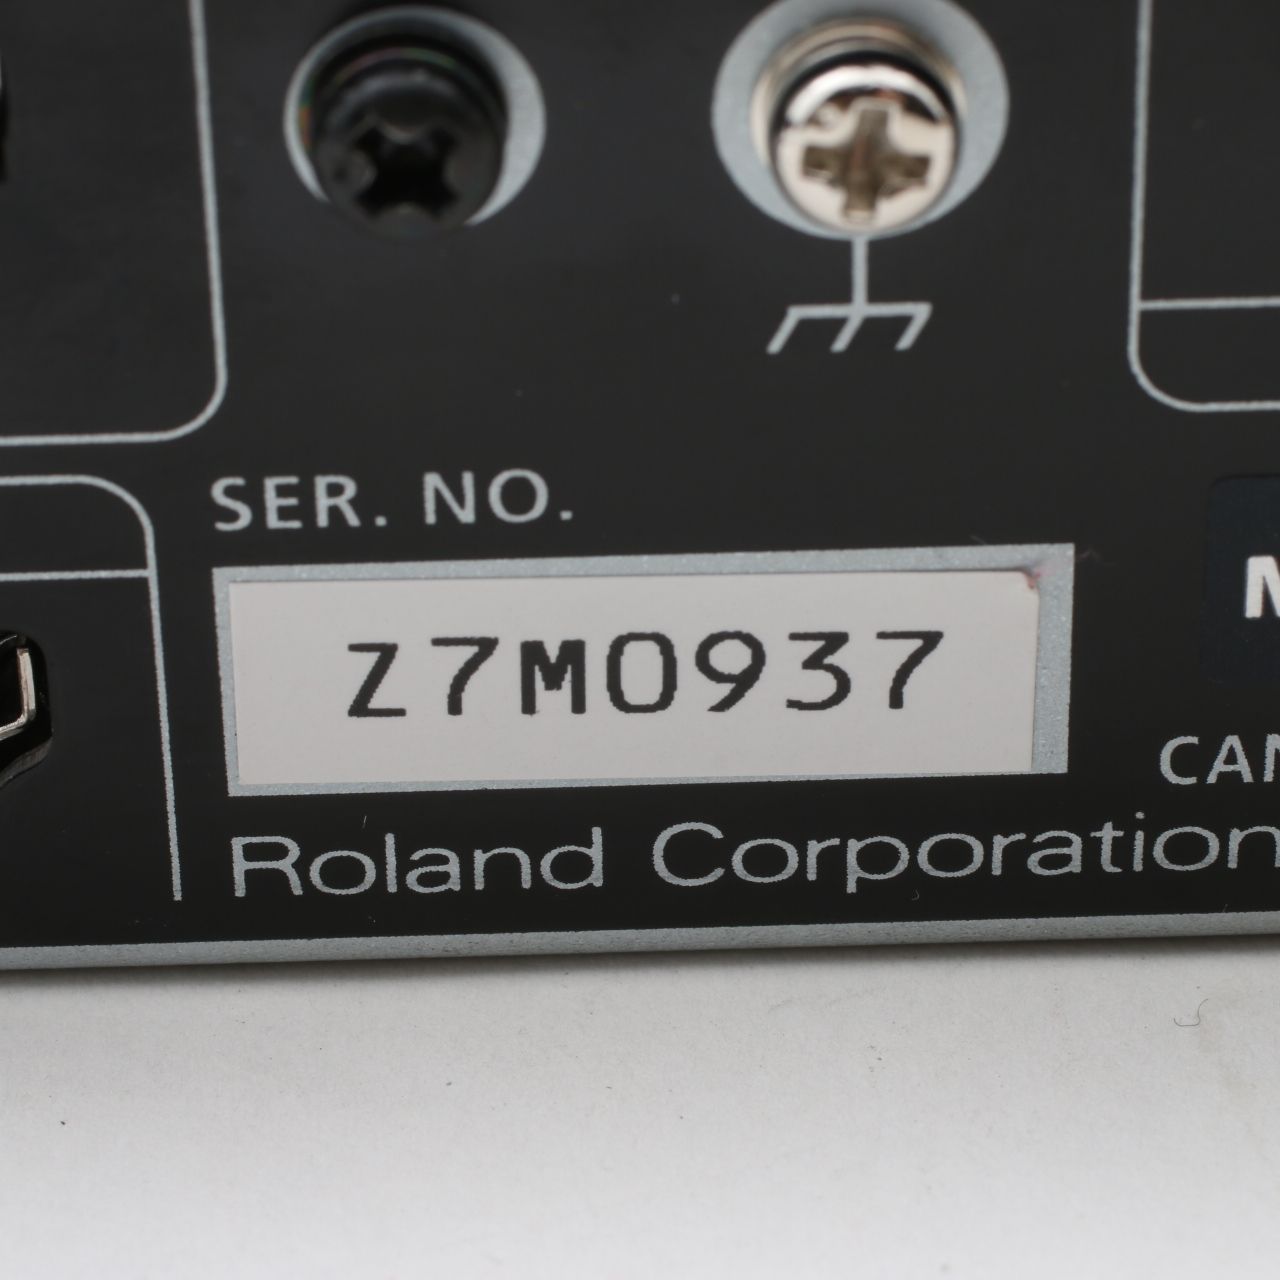 SER. NO.
Z7M0937
Roland Corporation